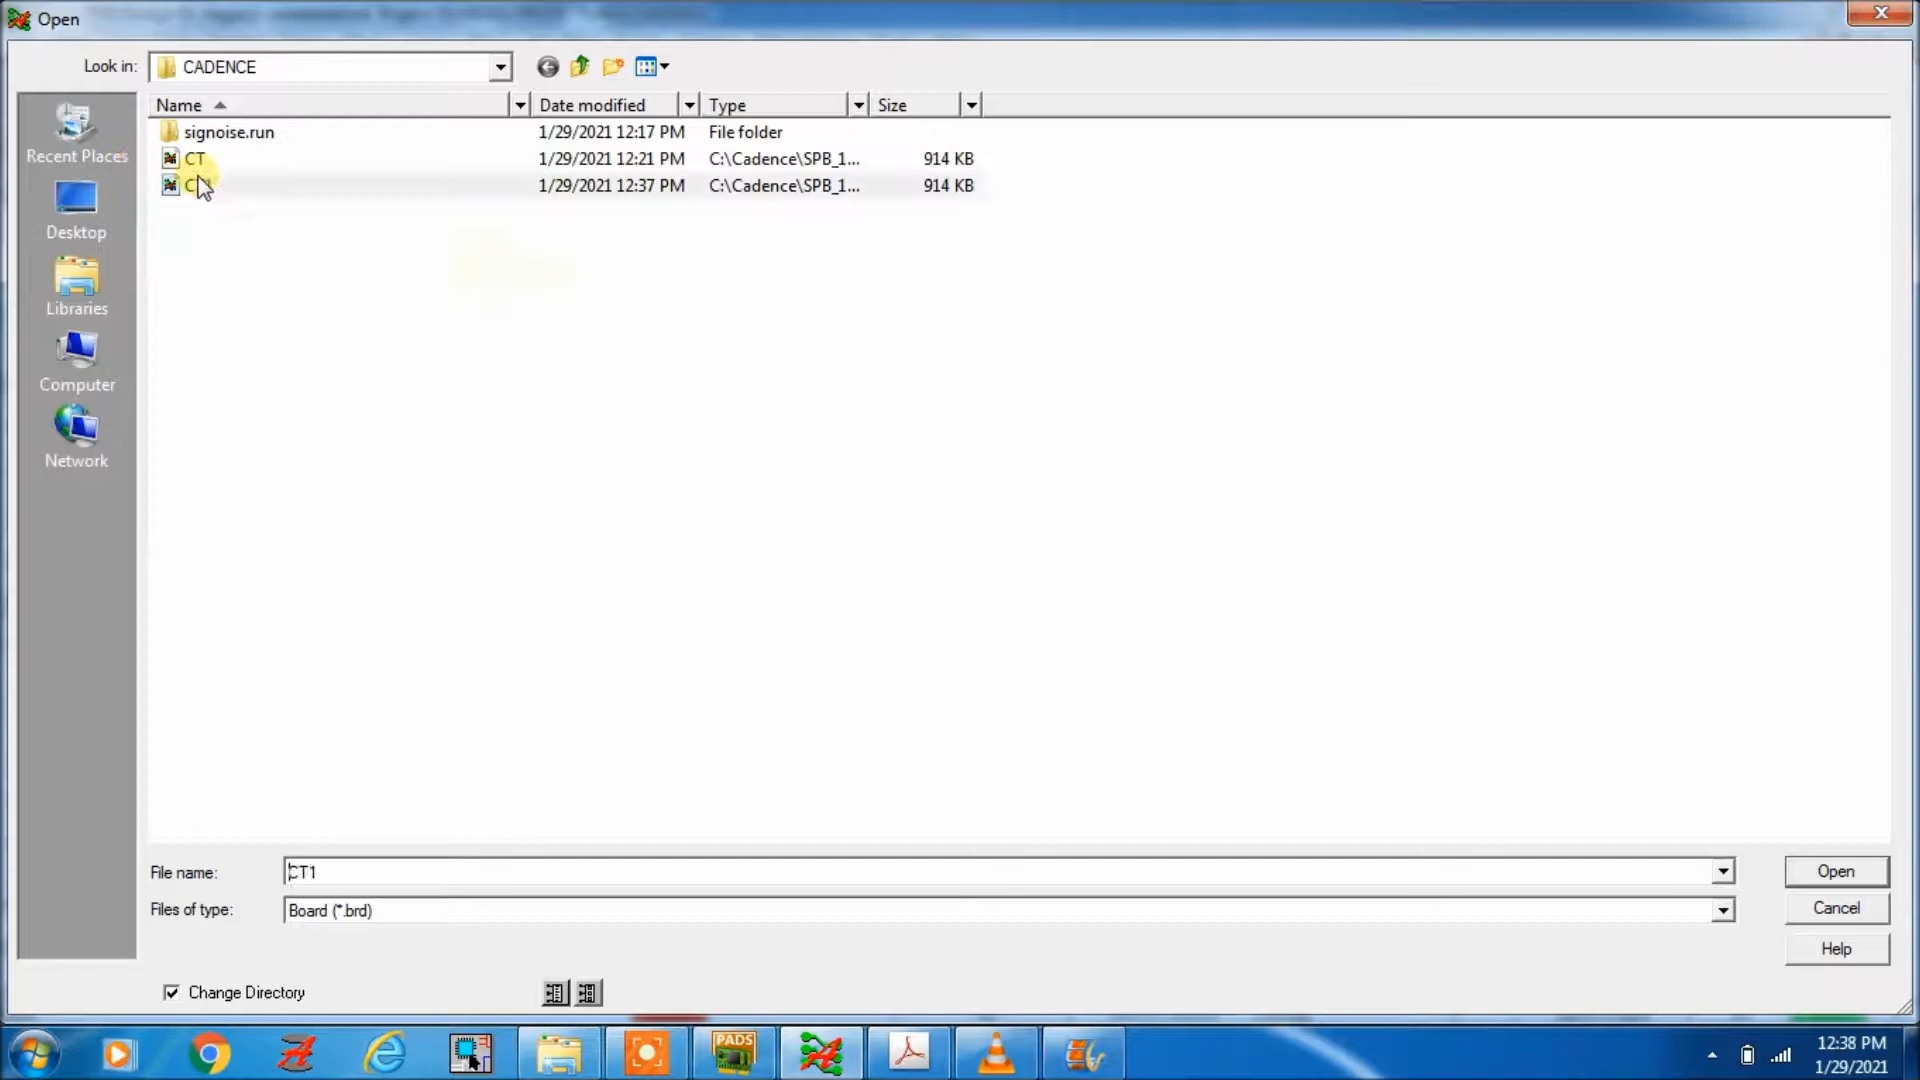 Open
Look in: CADENCE
Name Date modified Type Size
signoise.run 1/29/2021 12:17 PM File folder
CT 1/29/2021 12:21 PM C:\Cadence\SPB_1... 914 KB
1/29/2021 12:37 PM C:\Cadence\SPB_1... 914 KB
Recent Places
Desktop
Libraries
Computer
Network
File name: CT1 Open
Files of type: Board (*.brd) Cancel
Help
Change Directory
PADS
12:38 PM
1/29/2021